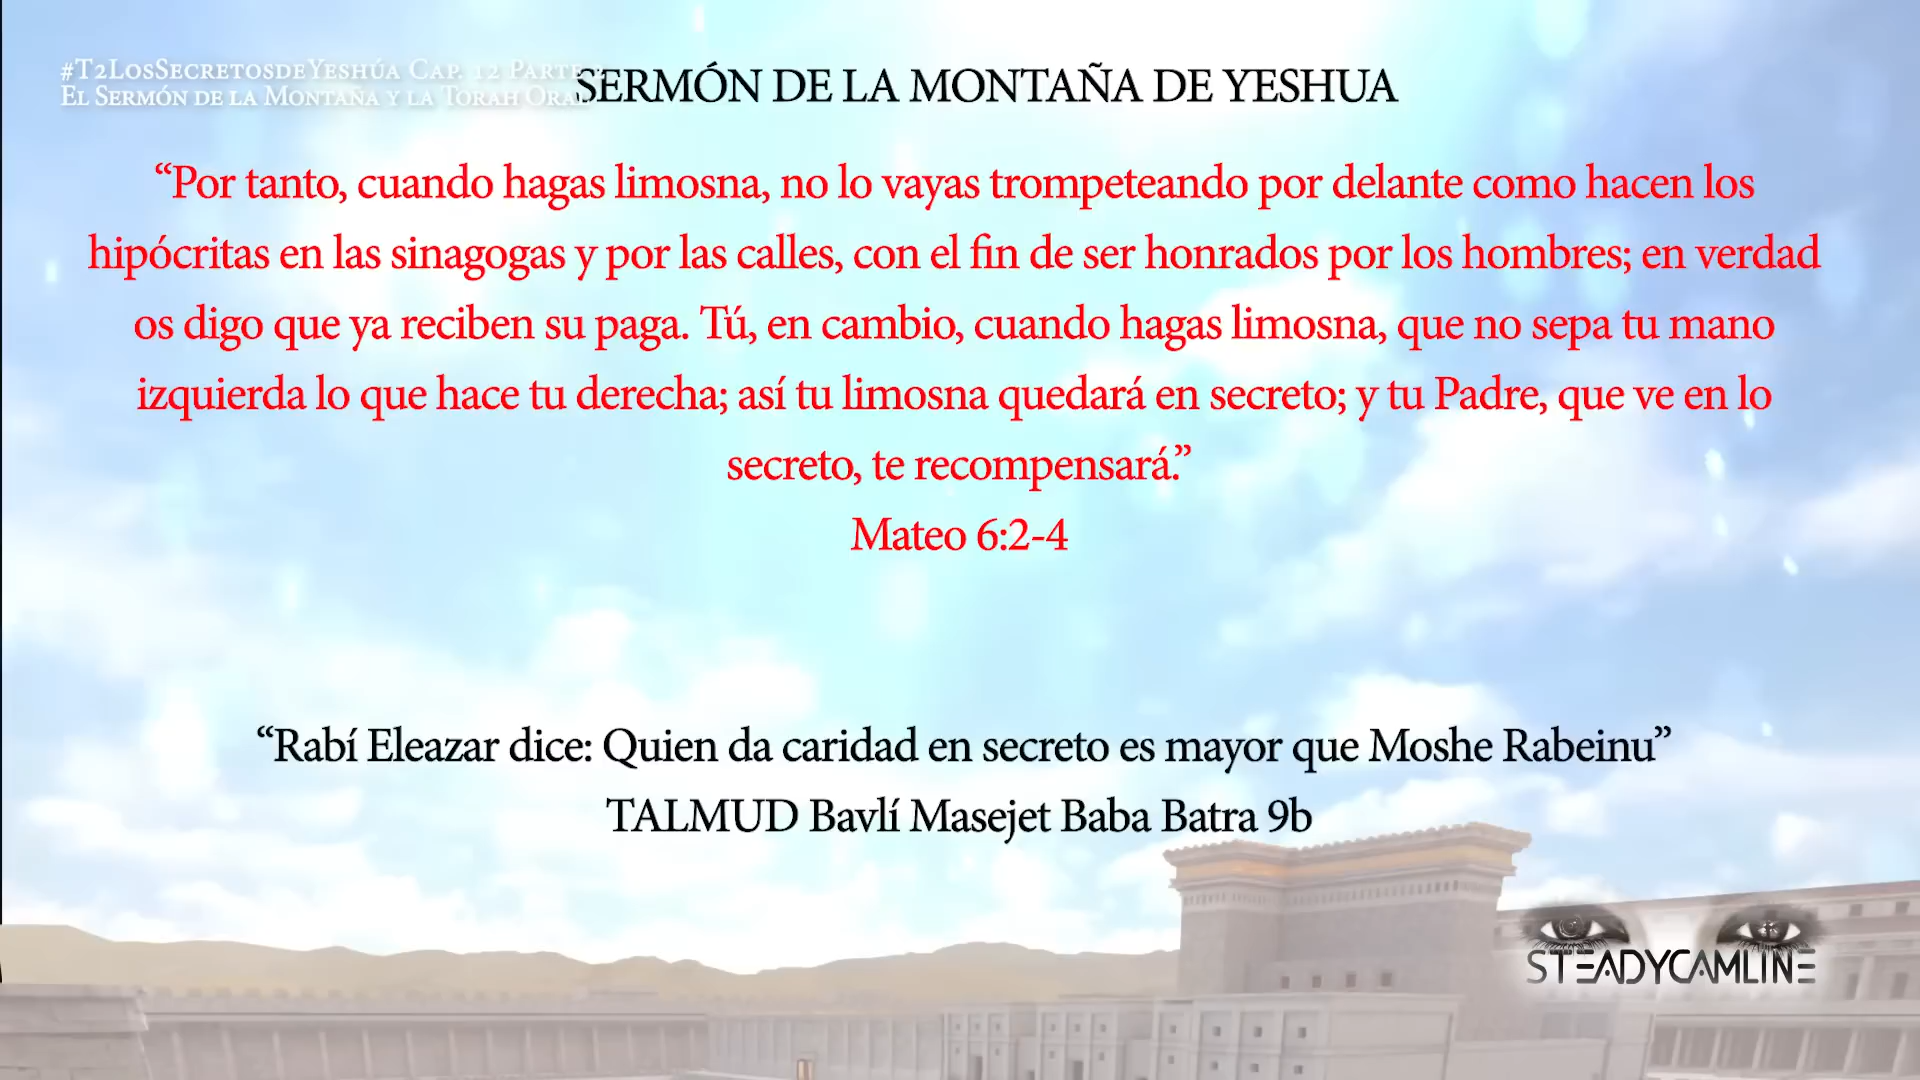 #T2LosSecretosdeYeshúa Cap. 12 Parte
El Sermón de la Montaña y la Torah Oral
SERMÓN DE LA MONTAÑA DE YESHUA
“Por tanto, cuando hagas limosna, no lo vayas trompeteando por delante como hacen los
hipócritas en las sinagogas y por las calles, con el fin de ser honrados por los hombres; en verdad
os digo que ya reciben su paga. Tú, en cambio, cuando hagas limosna, que no sepa tu mano
izquierda lo que hace tu derecha; así tu limosna quedará en secreto; y tu Padre, que ve en lo
secreto, te recompensará.”
Mateo 6:2-4
“Rabí Eleazar dice: Quien da caridad en secreto es mayor que Moshe Rabeinu”
TALMUD Bavlí Masejet Baba Batra 9b
STEADYCAMLINE